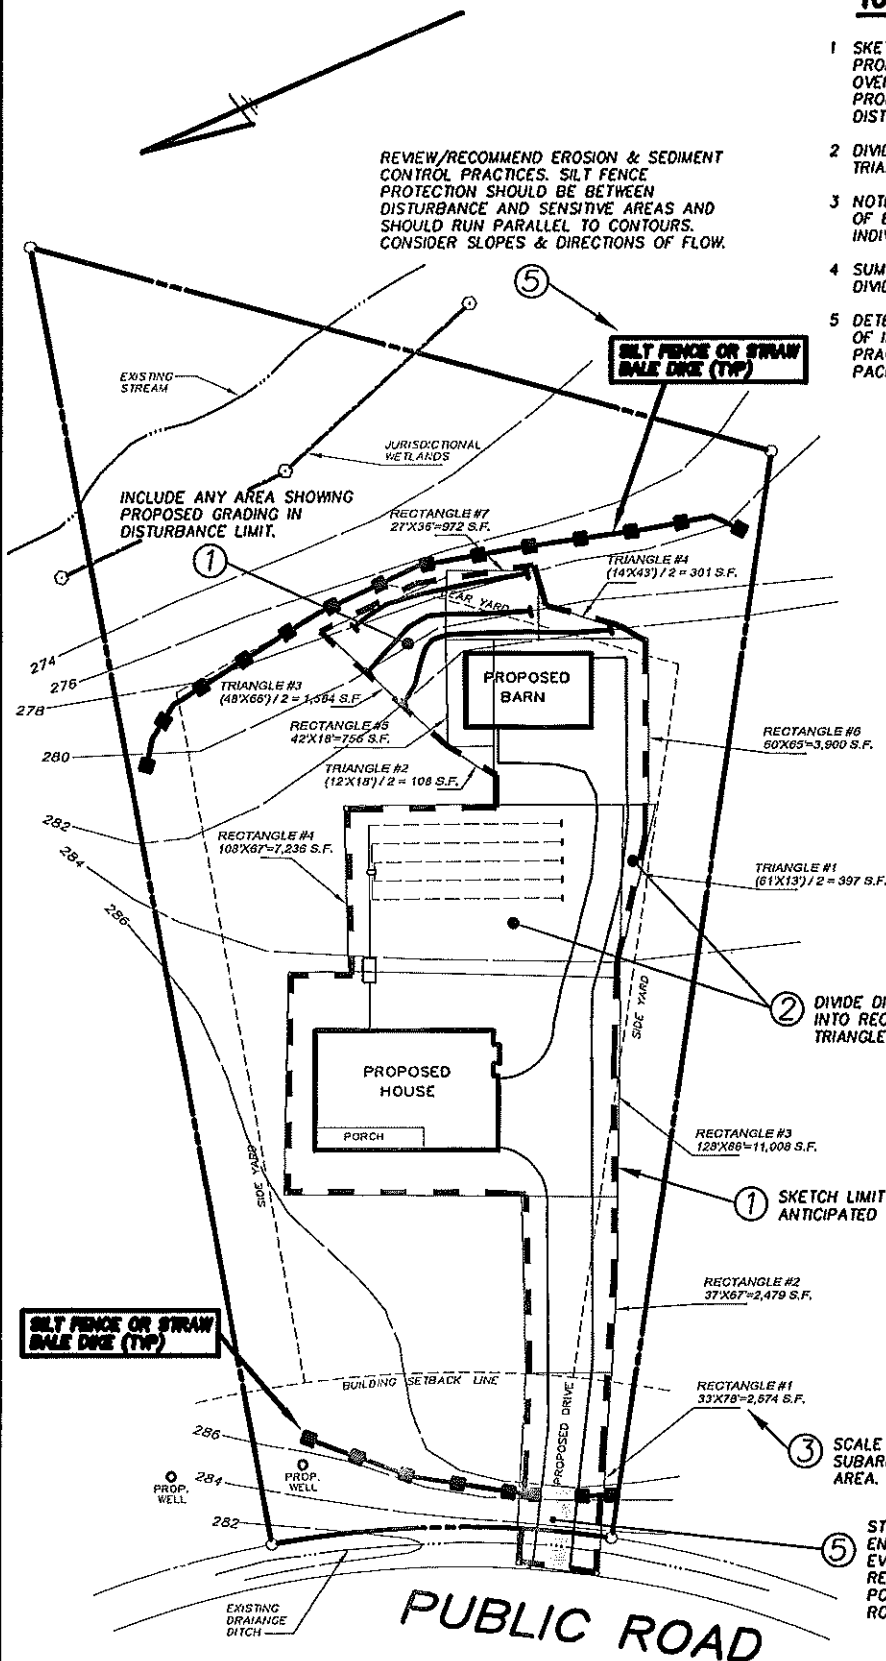 1 SKE
PRO
OVE
PRO
DIST
2 DIVI
TRIA
3 NOT
OF E
INDI
4 SUM
DIVI
5 DETE
OF I
PRA
PAC
REVIEW/RECOMMEND EROSION & SEDIMENT
CONTROL PRACTICES. SILT FENCE
PROTECTION SHOULD BE BETWEEN
DISTURBANCE AND SENSITIVE AREAS AND
SHOULD RUN PARALLEL TO CONTOURS.
CONSIDER SLOPES & DIRECTIONS OF FLOW.
5
SILT FENCE OR STRAW
BALE DIKE (TYP)
EXISTING
STREAM
JURISDICTIONAL
WETLANDS
INCLUDE ANY AREA SHOWING
PROPOSED GRADING IN
DISTURBANCE LIMIT.
1
RECTANGLE #7
27'X36'=972 S.F.
TRIANGLE #4
(14'X43') / 2 = 301 S.F.
EAR YARD
274
276
278
280
282
284
286
TRIANGLE #3
(48'X66') / 2 = 1,584 S.F.
PROPOSED
BARN
RECTANGLE #5
42'X18'=756 S.F.
TRIANGLE #2
(12'X18') / 2 = 108 S.F.
RECTANGLE #6
60'X65'=3,900 S.F.
RECTANGLE #4
108'X67'=7,236 S.F.
TRIANGLE #1
(61'X13') / 2 = 397 S.F.
2 DIVIDE DI
INTO REC
TRIANGLE
SIDE YARD
PROPOSED
HOUSE
PORCH
RECTANGLE #3
128'X86'=11,008 S.F.
SIDE YARD
1 SKETCH LIMIT
ANTICIPATED
RECTANGLE #2
37'X67'=2,479 S.F.
SILT FENCE OR STRAW
BALE DIKE (TYP)
BUILDING SETBACK LINE
PROPOSED DRIVE
RECTANGLE #1
33'X78'=2,574 S.F.
3 SCALE
SUBAR
AREA.
286
284
282
PROP.
WELL
PROP.
WELL
5 ST
EN
EV
RE
PO
RO
EXISTING
DRAIANGE
DITCH
PUBLIC ROAD